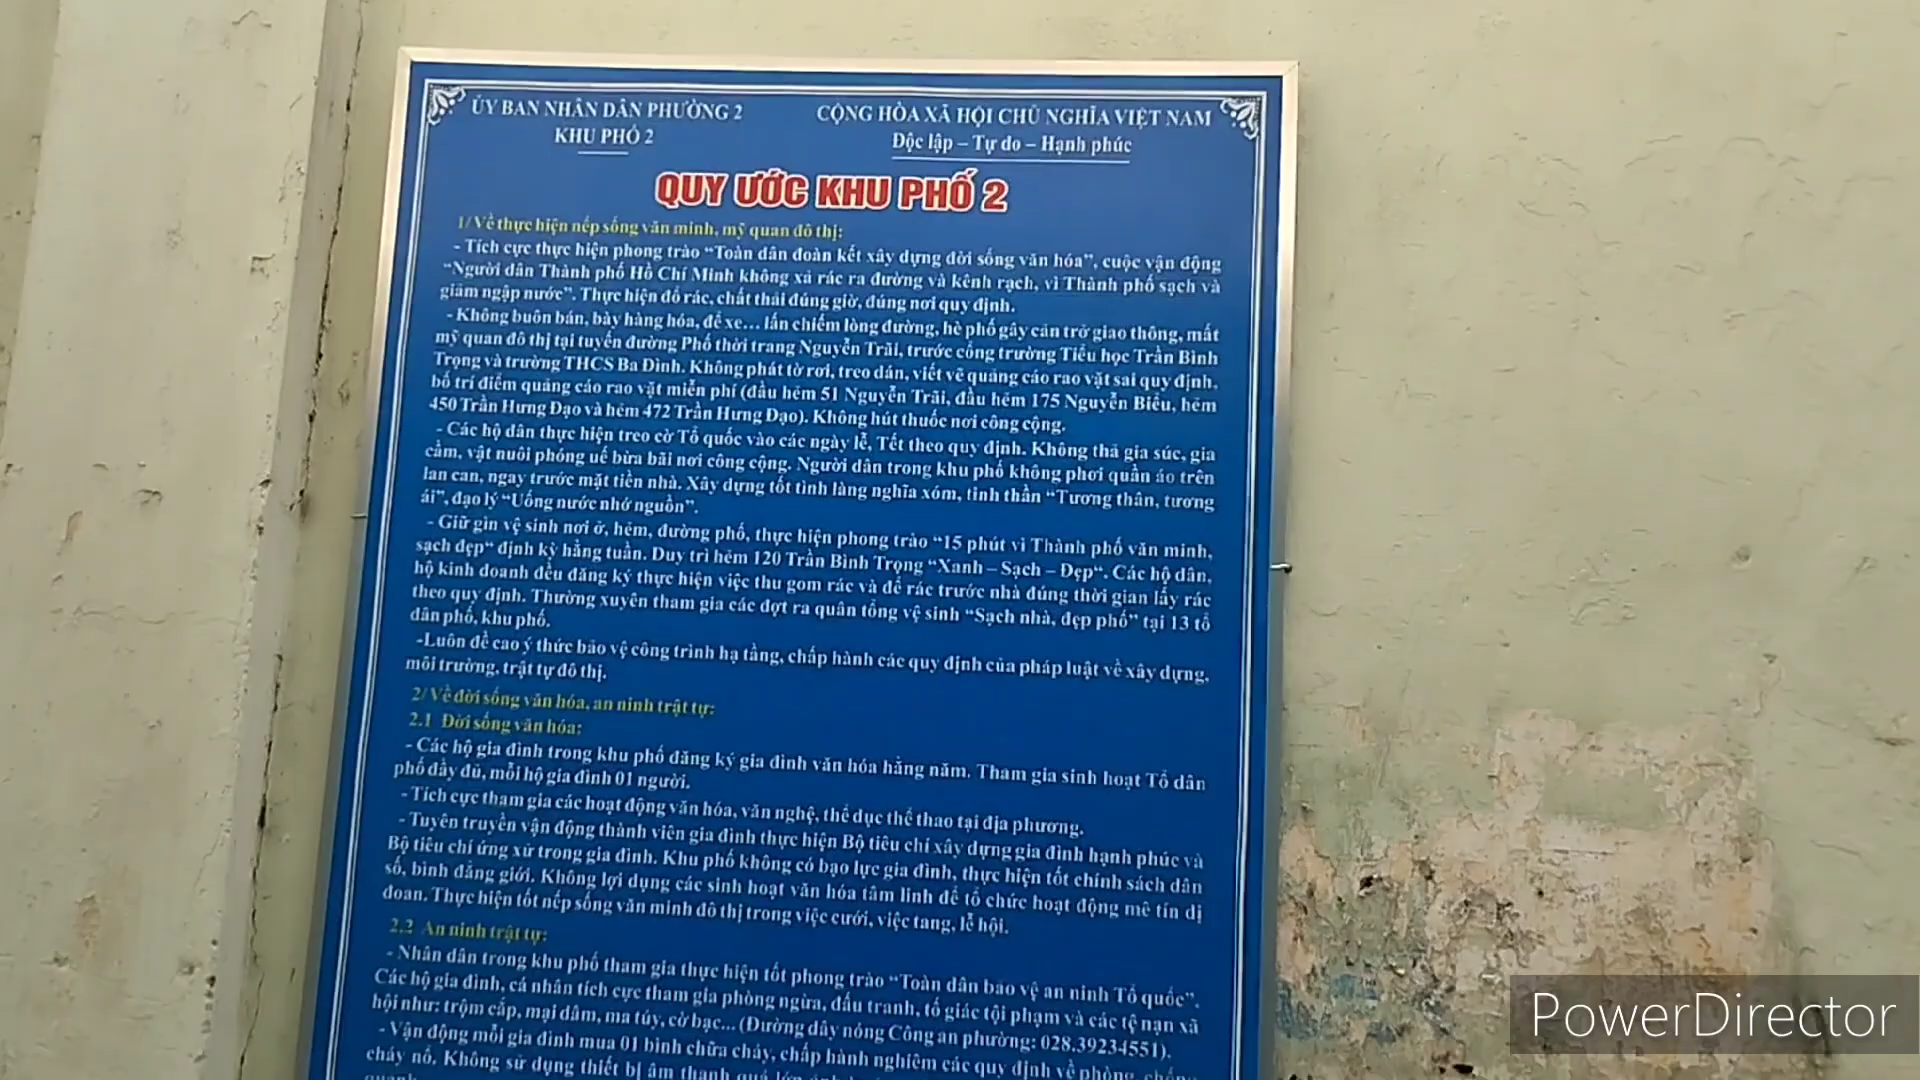 ỦY BAN NHÂN DÂN PHƯỜNG 2
KHU PHỐ 2
CỘNG HÒA XÃ HỘI CHỦ NGHĨA VIỆT NAM
Độc lập – Tự do – Hạnh phúc
QUY ƯỚC KHU PHỐ 2
1/ Về thực hiện nếp sống văn minh, mỹ quan đô thị:
- Tích cực thực hiện phong trào “Toàn dân đoàn kết xây dựng đời sống văn hóa”, cuộc vận động
“Người dân Thành phố Hồ Chí Minh không xả rác ra đường và kênh rạch, vì Thành phố sạch và
giảm ngập nước”. Thực hiện đổ rác, chất thải đúng giờ, đúng nơi quy định.
- Không buôn bán, bày hàng hóa, để xe... lấn chiếm lòng đường, hè phố gây cản trở giao thông, mất
mỹ quan đô thị tại tuyến đường Phố thời trang Nguyễn Trãi, trước cổng trường Tiểu học Trần Bình
Trọng và trường THCS Ba Đình. Không phát tờ rơi, treo dán, viết vẽ quảng cáo rao vặt sai quy định,
bố trí điểm quảng cáo rao vặt miễn phí (đầu hẻm 51 Nguyễn Trãi, đầu hẻm 175 Nguyễn Biểu, hẻm
450 Trần Hưng Đạo và hẻm 472 Trần Hưng Đạo). Không hút thuốc nơi công cộng.
- Các hộ dân thực hiện treo cờ Tổ quốc vào các ngày lễ, Tết theo quy định. Không thả gia súc, gia
cầm, vật nuôi phóng uế bừa bãi nơi công cộng. Người dân trong khu phố không phơi quần áo trên
lan can, ngay trước mặt tiền nhà. Xây dựng tốt tình làng nghĩa xóm, tinh thần “Tương thân, tương
ái”, đạo lý “Uống nước nhớ nguồn”.
- Giữ gìn vệ sinh nơi ở, hẻm, đường phố, thực hiện phong trào “15 phút vì Thành phố văn minh,
sạch đẹp“ định kỳ hằng tuần. Duy trì hẻm 120 Trần Bình Trọng “Xanh – Sạch – Đẹp“. Các hộ dân,
hộ kinh doanh đều đăng ký thực hiện việc thu gom rác và để rác trước nhà đúng thời gian lấy rác
theo quy định. Thường xuyên tham gia các đợt ra quân tổng vệ sinh “Sạch nhà, đẹp phố” tại 13 tổ
dân phố, khu phố.
-Luôn đề cao ý thức bảo vệ công trình hạ tầng, chấp hành các quy định của pháp luật về xây dựng,
môi trường, trật tự đô thị.
2/ Về đời sống văn hóa, an ninh trật tự:
2.1 Đời sống văn hóa:
- Các hộ gia đình trong khu phố đăng ký gia đình văn hóa hằng năm. Tham gia sinh hoạt Tổ dân
phố đầy đủ, mỗi hộ gia đình 01 người.
- Tích cực tham gia các hoạt động văn hóa, văn nghệ, thể dục thể thao tại địa phương.
- Tuyên truyền vận động thành viên gia đình thực hiện Bộ tiêu chí xây dựng gia đình hạnh phúc và
Bộ tiêu chí ứng xử trong gia đình. Khu phố không có bạo lực gia đình, thực hiện tốt chính sách dân
số, bình đẳng giới. Không lợi dụng các sinh hoạt văn hóa tâm linh để tổ chức hoạt động mê tín dị
đoan. Thực hiện tốt nếp sống văn minh đô thị trong việc cưới, việc tang, lễ hội.
2.2 An ninh trật tự:
- Nhân dân trong khu phố tham gia thực hiện tốt phong trào “Toàn dân bảo vệ an ninh Tổ quốc”.
Các hộ gia đình, cá nhân tích cực tham gia phòng ngừa, đấu tranh, tố giác tội phạm và các tệ nạn xã
hội như: trộm cắp, mại dâm, ma túy, cờ bạc... (Đường dây nóng Công an phường: 028.39234551).
- Vận động mỗi gia đình mua 01 bình chữa cháy, chấp hành nghiêm các quy định về phòng, chống
cháy nổ. Không sử dụng thiết bị âm thanh quá lớn
PowerDirector